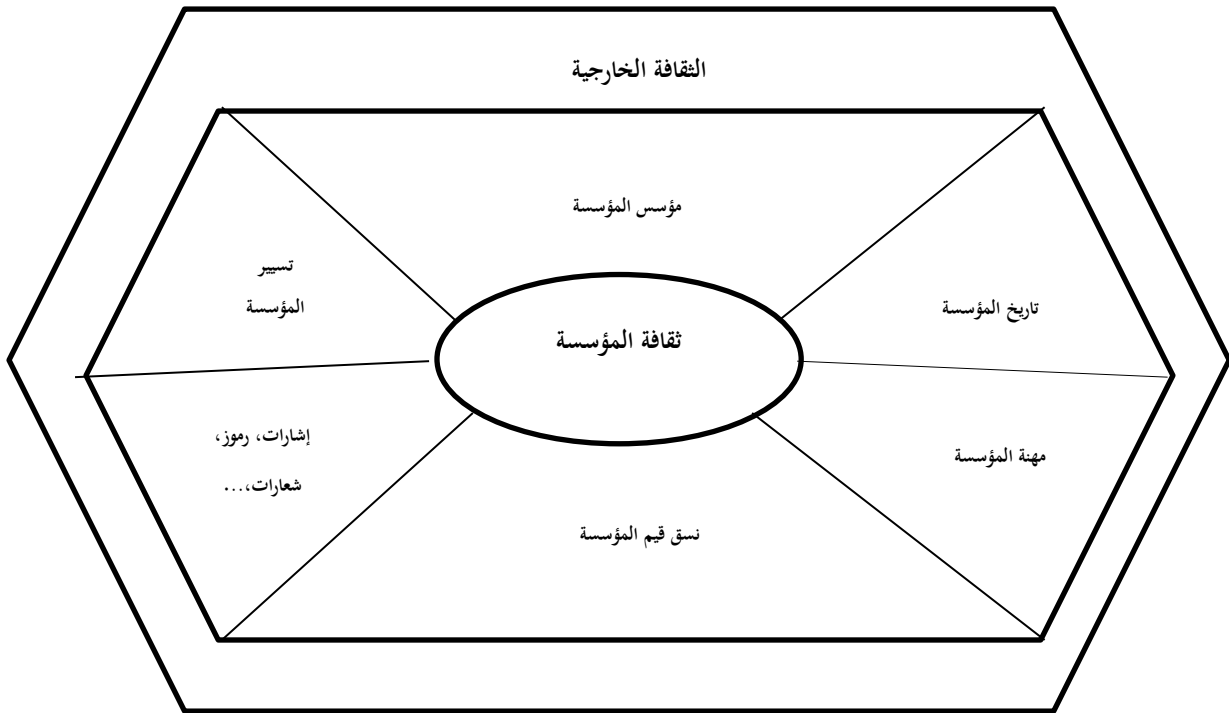 الثقافة الخارجية
مؤسس المؤسسة
تسيير
المؤسسة
تاريخ المؤسسة
ثقافة المؤسسة
إشارات، رموز،
شعارات،...
مهنة المؤسسة
نسق قيم المؤسسة